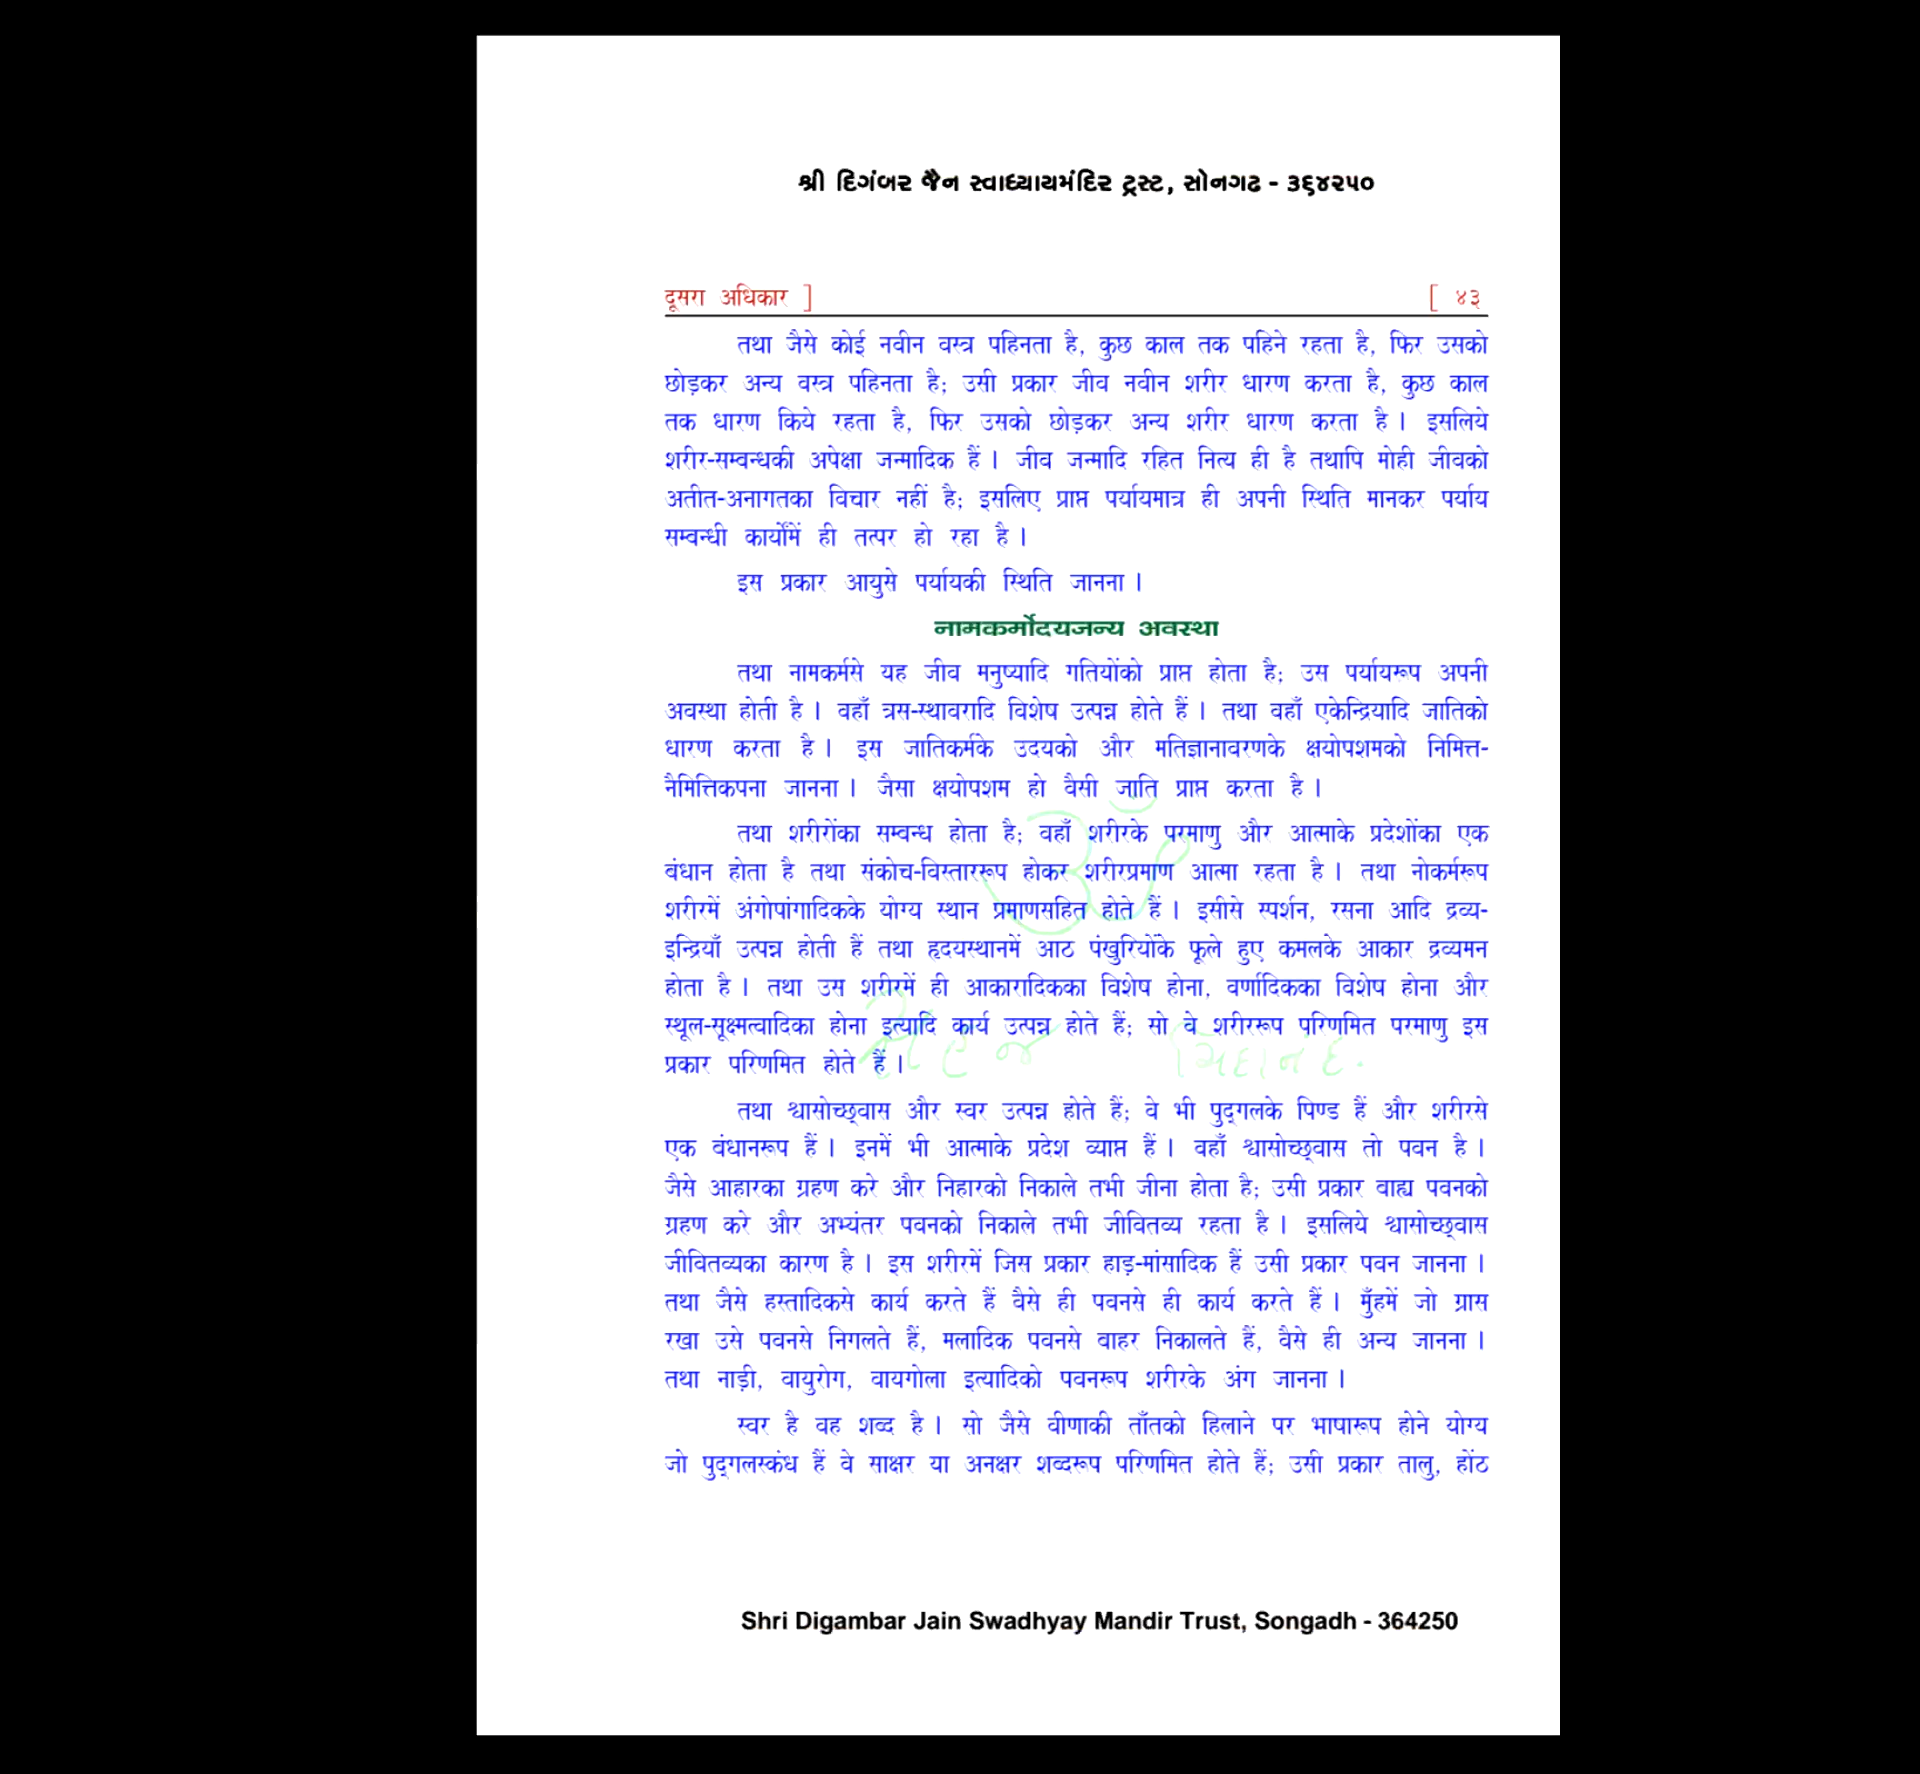 શ્રી દિગંબર જૈન સ્વાધ્યાયમંદિર ટ્રસ્ટ, સોનગઢ - ૩૬૪૨૫૦
दूसरा अधिकार ] [ ४३
तथा जैसे कोई नवीन वस्त्र पहिनता है, कुछ काल तक पहिने रहता है, फिर उसको
छोड़कर अन्य वस्त्र पहिनता है; उसी प्रकार जीव नवीन शरीर धारण करता है, कुछ काल
तक धारण किये रहता है, फिर उसको छोड़कर अन्य शरीर धारण करता है। इसलिये
शरीर-सम्बन्धकी अपेक्षा जन्मादिक हैं। जीव जन्मादि रहित नित्य ही है तथापि मोही जीवको
अतीत-अनागतका विचार नहीं है; इसलिए प्राप्त पर्यायमात्र ही अपनी स्थिति मानकर पर्याय
सम्बन्धी कार्योंमें ही तत्पर हो रहा है।
इस प्रकार आयुसे पर्यायकी स्थिति जानना।
नामकर्मोदयजन्य अवस्था
तथा नामकर्मसे यह जीव मनुष्यादि गतियोंको प्राप्त होता है; उस पर्यायरूप अपनी
अवस्था होती है। वहाँ त्रस-स्थावरादि विशेष उत्पन्न होते हैं। तथा वहाँ एकेन्द्रियादि जातिको
धारण करता है। इस जातिकर्मके उदयको और मतिज्ञानावरणके क्षयोपशमको निमित्त-
नैमित्तिकपना जानना। जैसा क्षयोपशम हो वैसी जाति प्राप्त करता है।
तथा शरीरोंका सम्बन्ध होता है; वहाँ शरीरके परमाणु और आत्माके प्रदेशोंका एक
बंधान होता है तथा संकोच-विस्ताररूप होकर शरीरप्रमाण आत्मा रहता है। तथा नोकर्मरूप
शरीरमें अंगोपांगादिकके योग्य स्थान प्रमाणसहित होते हैं। इसीसे स्पर्शन, रसना आदि द्रव्य-
इन्द्रियाँ उत्पन्न होती हैं तथा हृदयस्थानमें आठ पंखुरियोंके फूले हुए कमलके आकार द्रव्यमन
होता है। तथा उस शरीरमें ही आकारादिकका विशेष होना, वर्णादिकका विशेष होना और
स्थूल-सूक्ष्मत्वादिका होना इत्यादि कार्य उत्पन्न होते हैं; सो वे शरीररूप परिणमित परमाणु इस
प्रकार परिणमित होते हैं।
तथा श्वासोच्छ्वास और स्वर उत्पन्न होते हैं; वे भी पुद्‌गलके पिण्ड हैं और शरीरसे
एक बंधानरूप हैं। इनमें भी आत्माके प्रदेश व्याप्त हैं। वहाँ श्वासोच्छ्वास तो पवन है।
जैसे आहारका ग्रहण करे और निहारको निकाले तभी जीना होता है; उसी प्रकार बाह्य पवनको
ग्रहण करे और अभ्यंतर पवनको निकाले तभी जीवितव्य रहता है। इसलिये श्वासोच्छ्वास
जीवितव्यका कारण है। इस शरीरमें जिस प्रकार हाड़-मांसादिक हैं उसी प्रकार पवन जानना।
तथा जैसे हस्तादिकसे कार्य करते हैं वैसे ही पवनसे ही कार्य करते हैं। मुँहमें जो ग्रास
रखा उसे पवनसे निगलते हैं, मलादिक पवनसे बाहर निकालते हैं, वैसे ही अन्य जानना।
तथा नाड़ी, वायुरोग, वायगोला इत्यादिको पवनरूप शरीरके अंग जानना।
स्वर है वह शब्द है। सो जैसे वीणाकी ताँतको हिलाने पर भाषारूप होने योग्य
जो पुद्‌गलस्कंध हैं वे साक्षर या अनक्षर शब्दरूप परिणमित होते हैं; उसी प्रकार तालु, होंठ
ॐ
સહજ ચિદાનંદ.
Shri Digambar Jain Swadhyay Mandir Trust, Songadh - 364250